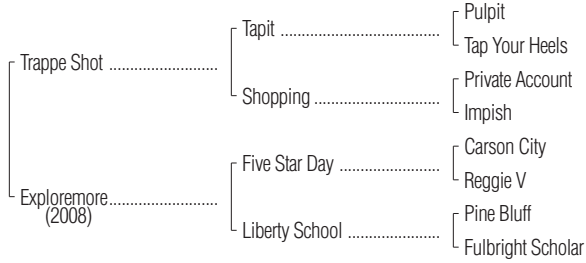 Pulpit
Tapit ..............................
Tap Your Heels
Trappe Shot .........................
Private Account
Shopping .............................
Impish
Carson City
Five Star Day .......................
Reggie V
Exploremore.........................
(2008)
Pine Bluff
Liberty School .....................
Fulbright Scholar